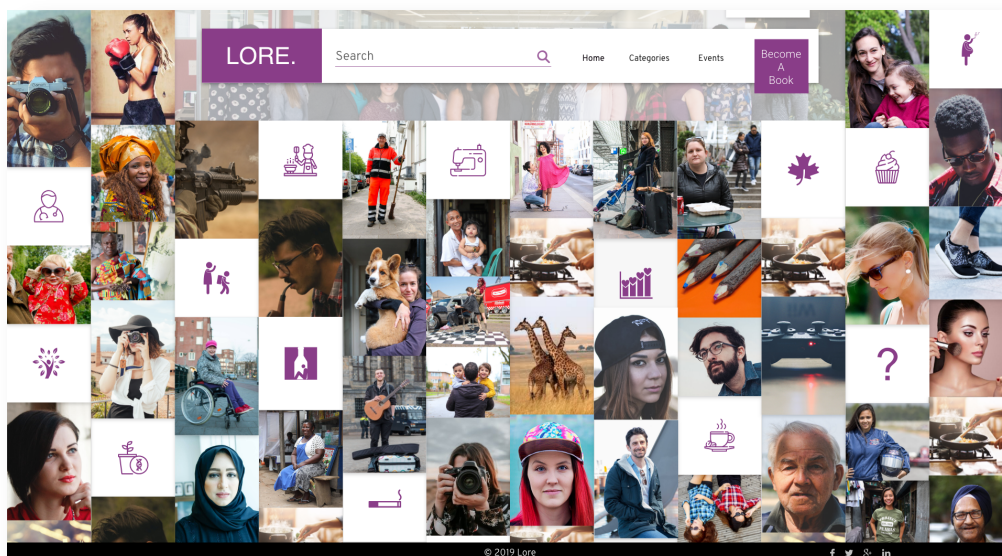 LORE.
Search
Home
Categories
Events
Become
A
Book
?
© 2019 Lore